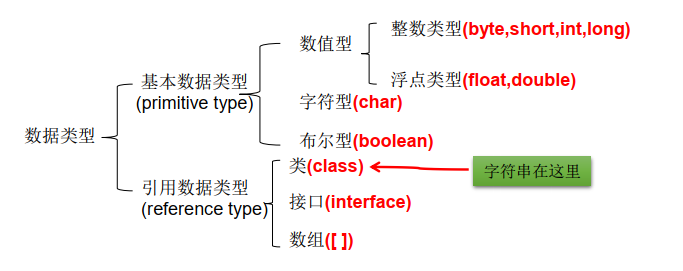 整数类型(byte,short,int,long)
数值型
浮点类型(float,double)
基本数据类型
(primitive type)
字符型(char)
数据类型
布尔型(boolean)
类(class)
字符串在这里
引用数据类型
(reference type)
接口(interface)
数组([ ])